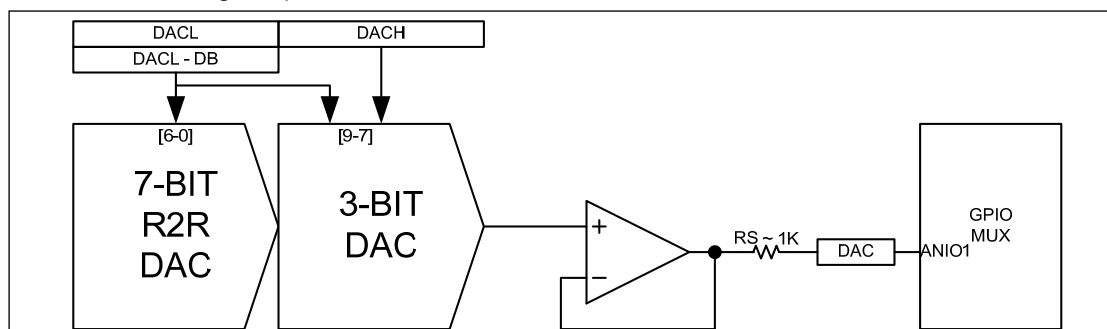 DACL DACH
DACL - DB
[6-0] [9-7]
7-BIT
R2R
DAC
3-BIT
DAC
+
−
RS ~ 1K
DAC
ANIO1
GPIO
MUX